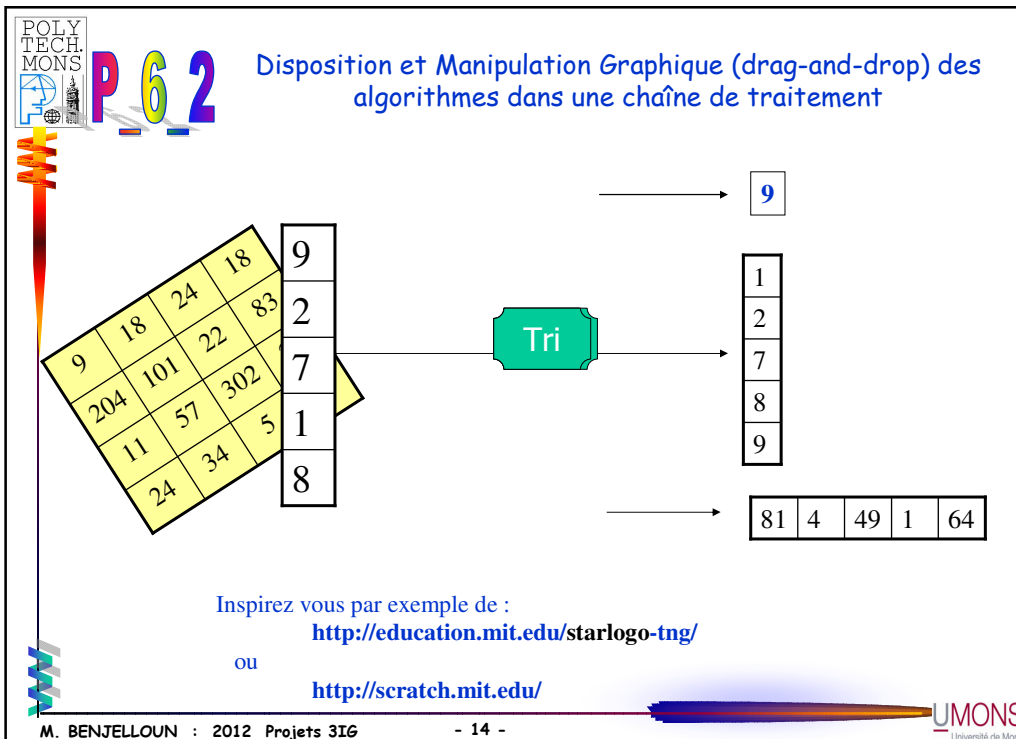 POLY
TECH.
MONS
P_6_2
Disposition et Manipulation Graphique (drag-and-drop) des
algorithmes dans une chaîne de traitement
9
9 18 24 18
204 101 22 83
11 57 302
24 34 5
9
2
7
1
8
Tri
1
2
7
8
9
81 4 49 1 64
Inspirez vous par exemple de :
http://education.mit.edu/starlogo-tng/
ou
http://scratch.mit.edu/
M. BENJELLOUN : 2012 Projets 3IG - 14 -
UMONS
Université de Mo